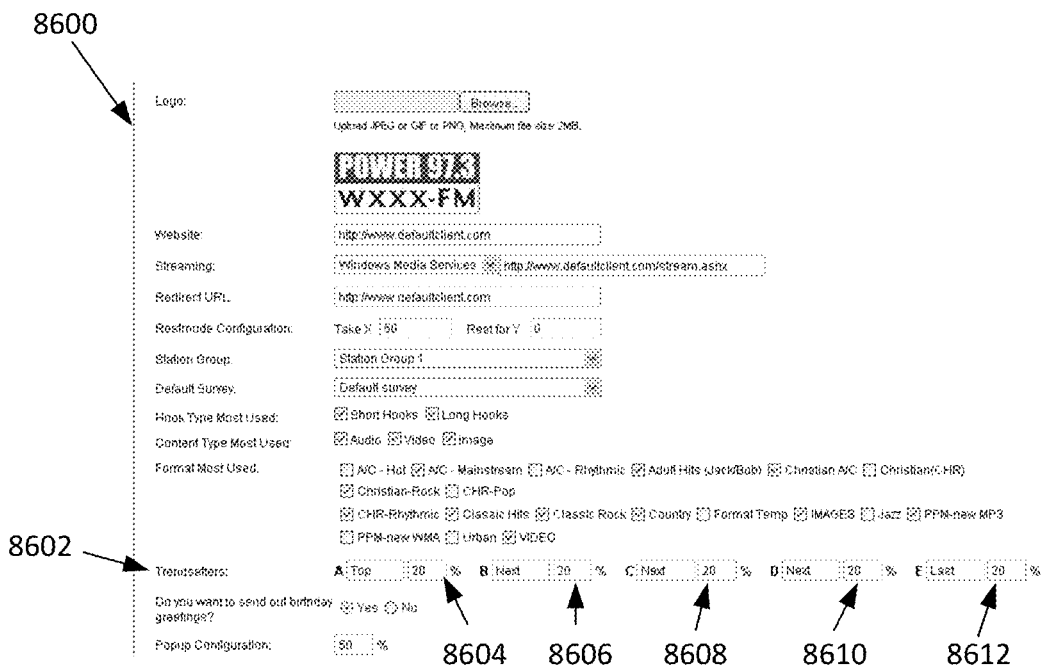 8600
Logo:
Browse...
Upload JPEG or GIF or PNG, Maximum file size 2MB.
POWER 97.3
WXXX-FM
Website: http://www.defaultclient.com
Streaming: Windows Media Services http://www.defaultclient.com/stream.ashx
Redirect URL: http://www.defaultclient.com
Restmode Configuration: Take X 50 Rest for Y 0
Station Group: Station Group 1
Default Survey: Default survey
Hook Type Most Used: Short Hooks Long Hooks
Content Type Most Used: Audio Video Image
Format Most Used: A/C - Hot A/C - Mainstream A/C - Rhythmic Adult Hits (Jack/Bob) Christian A/C Christian(CHR)
Christian-Rock CHR-Pop
CHR-Rhythmic Classic Hits Classic Rock Country Format Temp IMAGES Jazz PPM-new MP3
PPM-new WMA Urban VIDEO
8602
Trendsetters: A Top 20 % B Next 20 % C Next 20 % D Next 20 % E Last 20 %
Do you want to send out birthday
greetings? Yes No
Popup Configuration: 50 %
8604 8606 8608 8610 8612